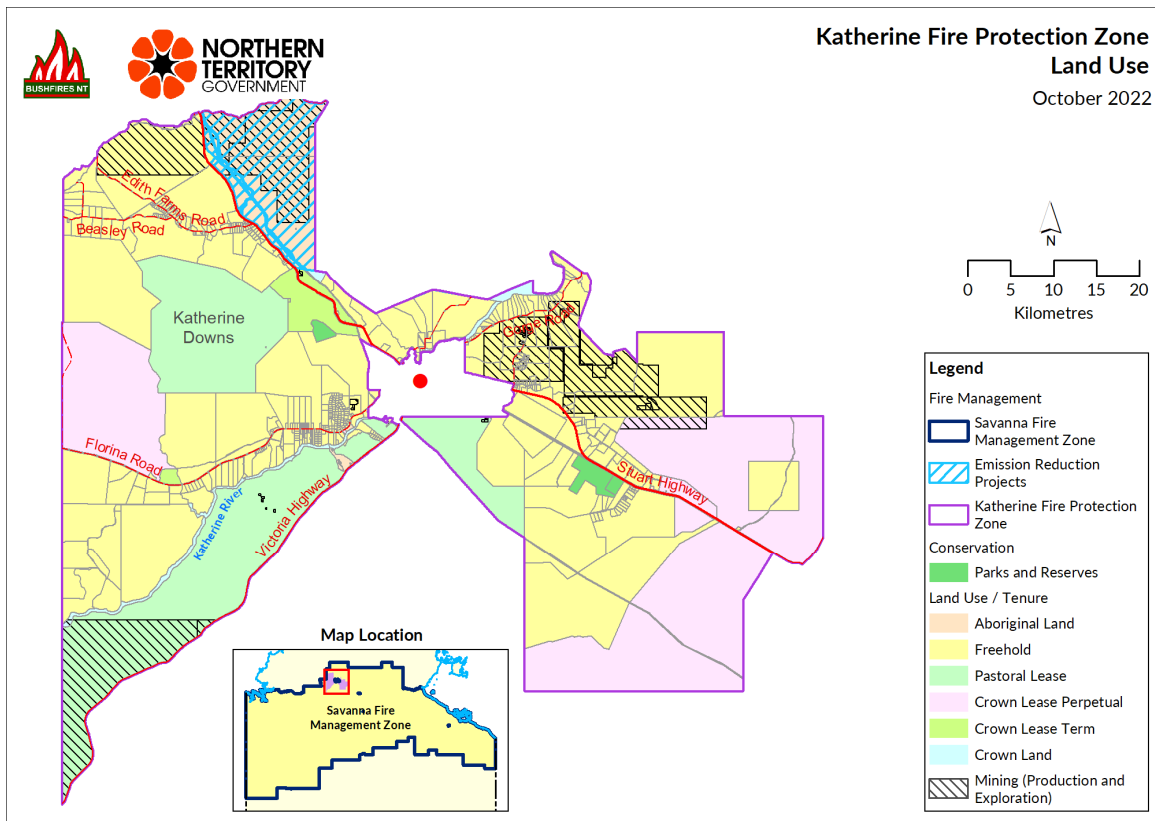 BUSHFIRES NT
NORTHERN
TERRITORY
GOVERNMENT
Katherine Fire Protection Zone
Land Use
October 2022
Edith Farms Road
Beasley Road
Katherine
Downs
Florina Road
Katherine River
Victoria Highway
Gorge Road
Stuart Highway
N
0 5 10 15 20
Kilometres
Legend
Fire Management
Savanna Fire
Management Zone
Emission Reduction
Projects
Katherine Fire Protection
Zone
Conservation
Parks and Reserves
Land Use / Tenure
Aboriginal Land
Freehold
Pastoral Lease
Crown Lease Perpetual
Crown Lease Term
Crown Land
Mining (Production and
Exploration)
Map Location
Savanna Fire
Management Zone